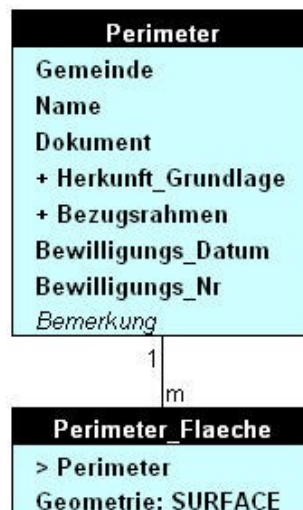 Perimeter
Gemeinde
Name
Dokument
+ Herkunft_Grundlage
+ Bezugsrahmen
Bewilligungs_Datum
Bewilligungs_Nr
Bemerkung
1
m
Perimeter_Flaeche
> Perimeter
Geometrie: SURFACE